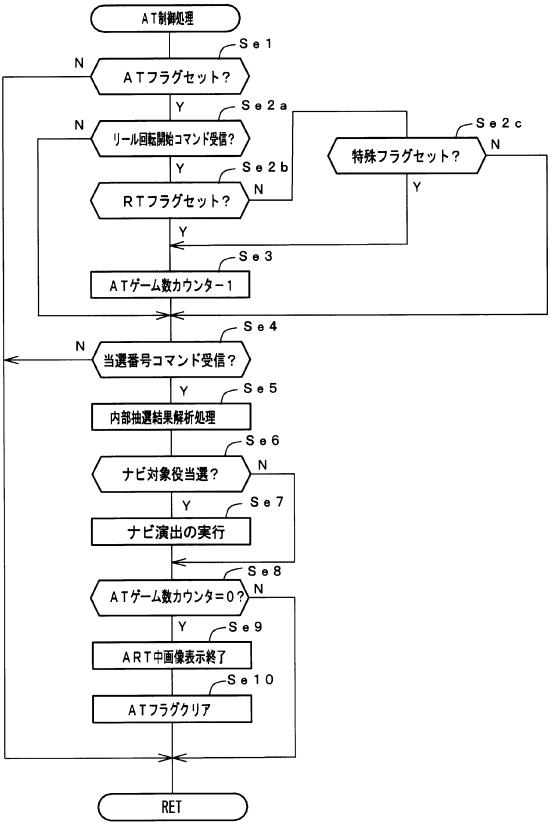 AT制御処理
Se1
N
ATフラグセット?
Y
Se2a
N
リール回転開始コマンド受信?
Se2c
特殊フラグセット?
N
Y
Se2b
RTフラグセット?
N
Y
Y
Se3
ATゲーム数カウンタ-1
Se4
N
当選番号コマンド受信?
Y
Se5
内部抽選結果解析処理
Se6
ナビ対象役当選?
N
Y
Se7
ナビ演出の実行
Se8
ATゲーム数カウンタ=0?
N
Y
Se9
ART中画像表示終了
Se10
ATフラグクリア
RET